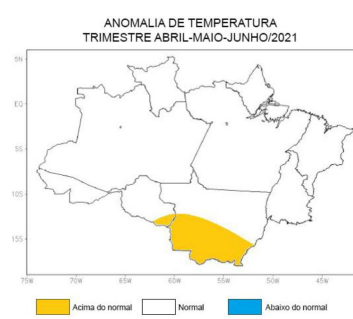 ANOMALIA DE TEMPERATURA
TRIMESTRE ABRIL-MAIO-JUNHO/2021
5N
EQ
5S
10S
15S
75W 70W 65W 60W 55W 50W 45W
Acima do normal Normal Abaixo do normal